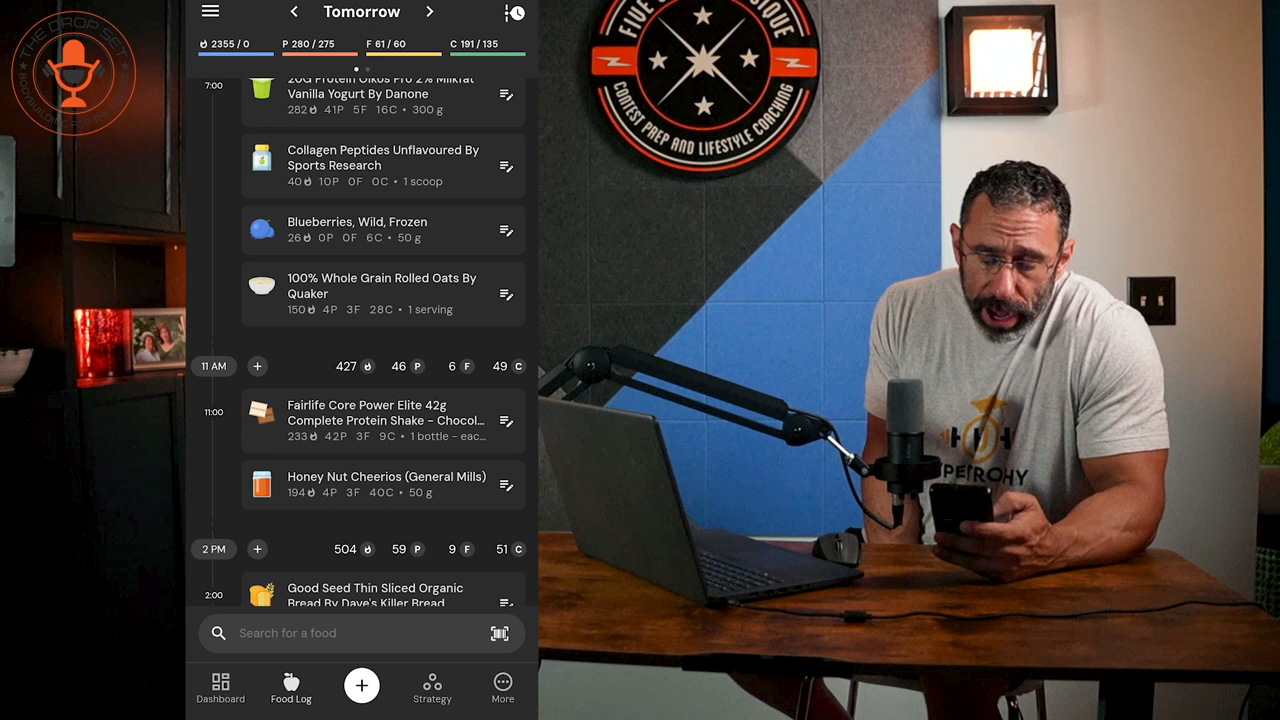 THE DROP SET
BODYBUILDING FOR THE
Tomorrow
2355 / 0
P 280 / 275
F 61 / 60
C 191 / 135
7:00
20G Protein Oikos Pro 2% Milkfat
Vanilla Yogurt By Danone
282 41P 5F 16C • 300 g
Collagen Peptides Unflavoured By
Sports Research
40 10P 0F 0C • 1 scoop
Blueberries, Wild, Frozen
26 0P 0F 6C • 50 g
100% Whole Grain Rolled Oats By
Quaker
150 4P 3F 28C • 1 serving
11 AM + 427 46 P 6 F 49 C
11:00
Fairlife Core Power Elite 42g
Complete Protein Shake - Chocol...
233 42P 3F 9C • 1 bottle - eac...
Honey Nut Cheerios (General Mills)
194 4P 3F 40C • 50 g
2 PM + 504 59 P 9 F 51 C
2:00
Good Seed Thin Sliced Organic
Bread By Dave's Killer Bread
Search for a food
Dashboard
Food Log
+
Strategy
More
FIVE
CONTEST PREP AND LIFESTYLE COACHING